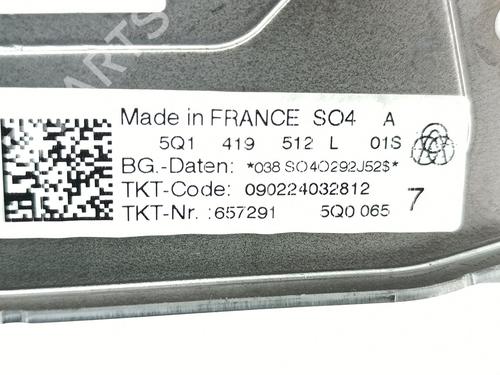 PARTS
Made in FRANCE SO4 A
5Q1 419 512 L 01S
BG.-Daten: *038 SO4O292J52$*
TKT-Code: 090224032812
TKT-Nr. :657291 5Q0 065 7